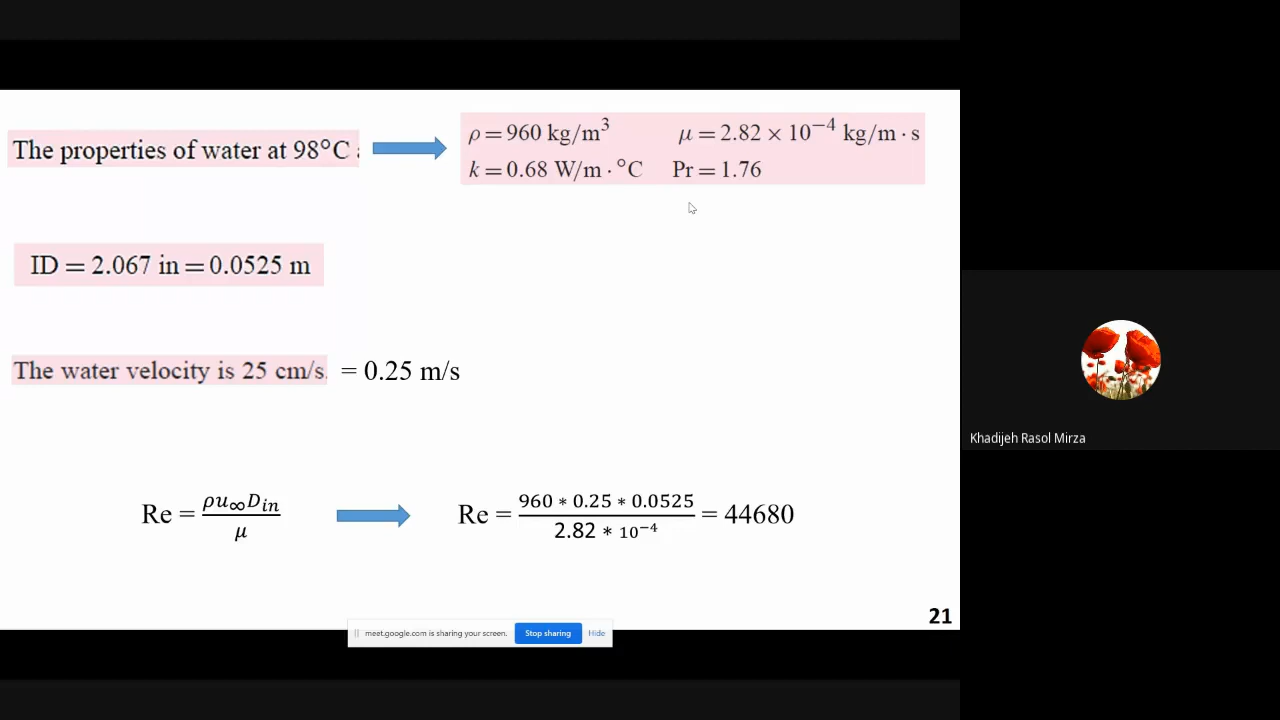 The properties of water at 98°C
ρ = 960 kg/m³ μ = 2.82 × 10⁻⁴ kg/m · s
k = 0.68 W/m · °C Pr = 1.76
ID = 2.067 in = 0.0525 m
The water velocity is 25 cm/s. = 0.25 m/s
Re = ρu∞D_in / μ
Re = 960 * 0.25 * 0.0525 / 2.82 * 10⁻⁴ = 44680
21
meet.google.com is sharing your screen. Stop sharing Hide
Khadijeh Rasol Mirza